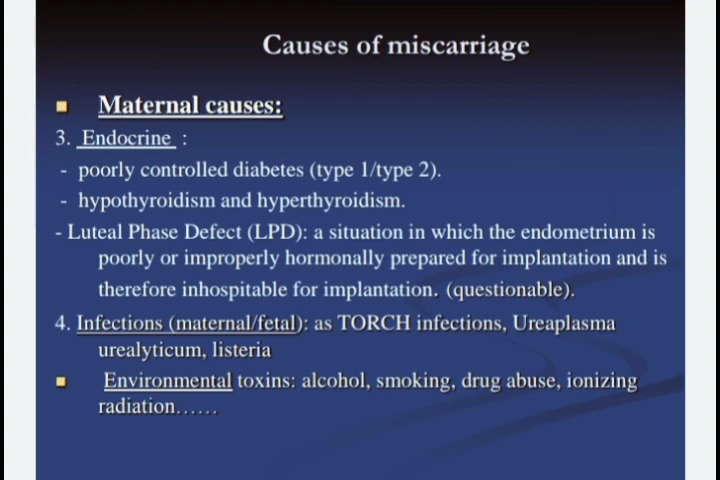 Causes of miscarriage
■ Maternal causes:
3. Endocrine :
- poorly controlled diabetes (type 1/type 2).
- hypothyroidism and hyperthyroidism.
- Luteal Phase Defect (LPD): a situation in which the endometrium is
poorly or improperly hormonally prepared for implantation and is
therefore inhospitable for implantation. (questionable).
4. Infections (maternal/fetal): as TORCH infections, Ureaplasma
urealyticum, listeria
■ Environmental toxins: alcohol, smoking, drug abuse, ionizing
radiation……